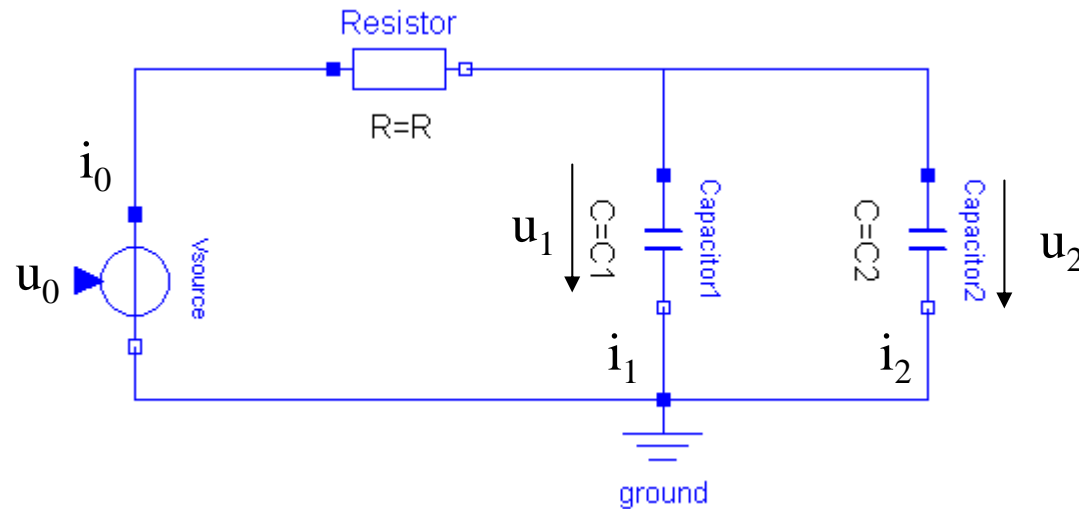 Resistor
R=R
i₀
u₀
Vsource
u₁
C=C1
Capacitor1
C=C2
Capacitor2
u₂
i₁
i₂
ground